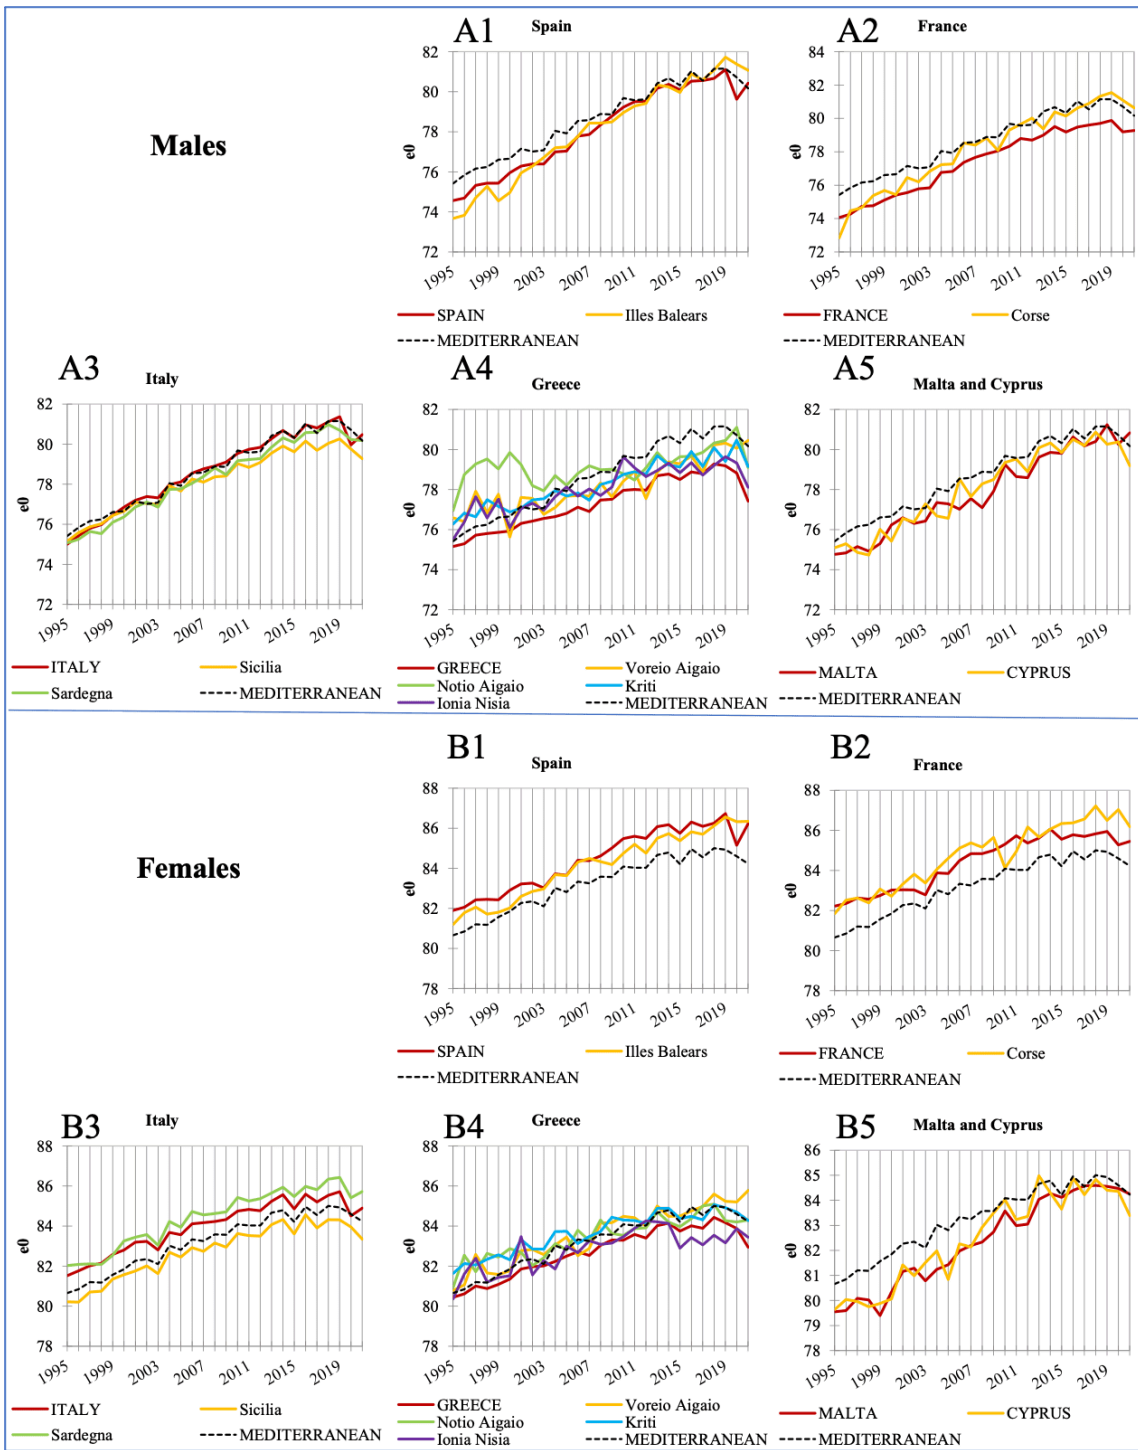 A1 Spain
A2 France
Males
e0
82
80
78
76
74
72
1995
1999
2003
2007
2011
2015
2019
SPAIN
Illes Balears
MEDITERRANEAN
e0
84
82
80
78
76
74
72
1995
1999
2003
2007
2011
2015
2019
FRANCE
Corse
MEDITERRANEAN
A3 Italy
e0
82
80
78
76
74
72
1995
1999
2003
2007
2011
2015
2019
ITALY
Sicilia
Sardegna
MEDITERRANEAN
A4 Greece
e0
82
80
78
76
74
72
1995
1999
2003
2007
2011
2015
2019
GREECE
Voreio Aigaio
Notio Aigaio
Kriti
Ionia Nisia
MEDITERRANEAN
A5 Malta and Cyprus
e0
82
80
78
76
74
72
1995
1999
2003
2007
2011
2015
2019
MALTA
CYPRUS
MEDITERRANEAN
Females
B1 Spain
e0
88
86
84
82
80
78
1995
1999
2003
2007
2011
2015
2019
SPAIN
Illes Balears
MEDITERRANEAN
B2 France
e0
88
86
84
82
80
78
1995
1999
2003
2007
2011
2015
2019
FRANCE
Corse
MEDITERRANEAN
B3 Italy
e0
88
86
84
82
80
78
1995
1999
2003
2007
2011
2015
2019
ITALY
Sicilia
Sardegna
MEDITERRANEAN
B4 Greece
e0
88
86
84
82
80
78
1995
1999
2003
2007
2011
2015
2019
GREECE
Voreio Aigaio
Notio Aigaio
Kriti
Ionia Nisia
MEDITERRANEAN
B5 Malta and Cyprus
e0
86
85
84
83
82
81
80
79
78
1995
1999
2003
2007
2011
2015
2019
MALTA
CYPRUS
MEDITERRANEAN